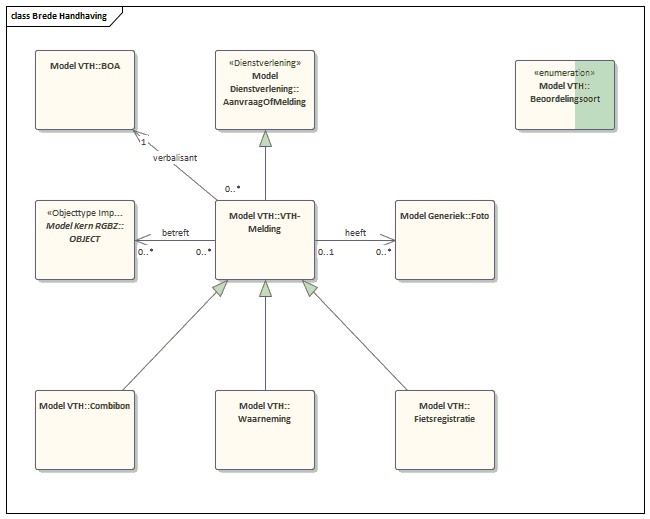 class Brede Handhaving
Model VTH::BOA
«Dienstverlening»
Model
Dienstverlening::
AanvraagOfMelding
«enumeration»
Model VTH::
Beoordelingsoort
1
verbalisant
0..*
«Objecttype Imp...
Model Kern RGBZ::
OBJECT
betreft
0..*
0..*
Model VTH::VTH-
Melding
heeft
0..1
0..*
Model Generiek::Foto
Model VTH::Combibon
Model VTH::
Waarneming
Model VTH::
Fietsregistratie